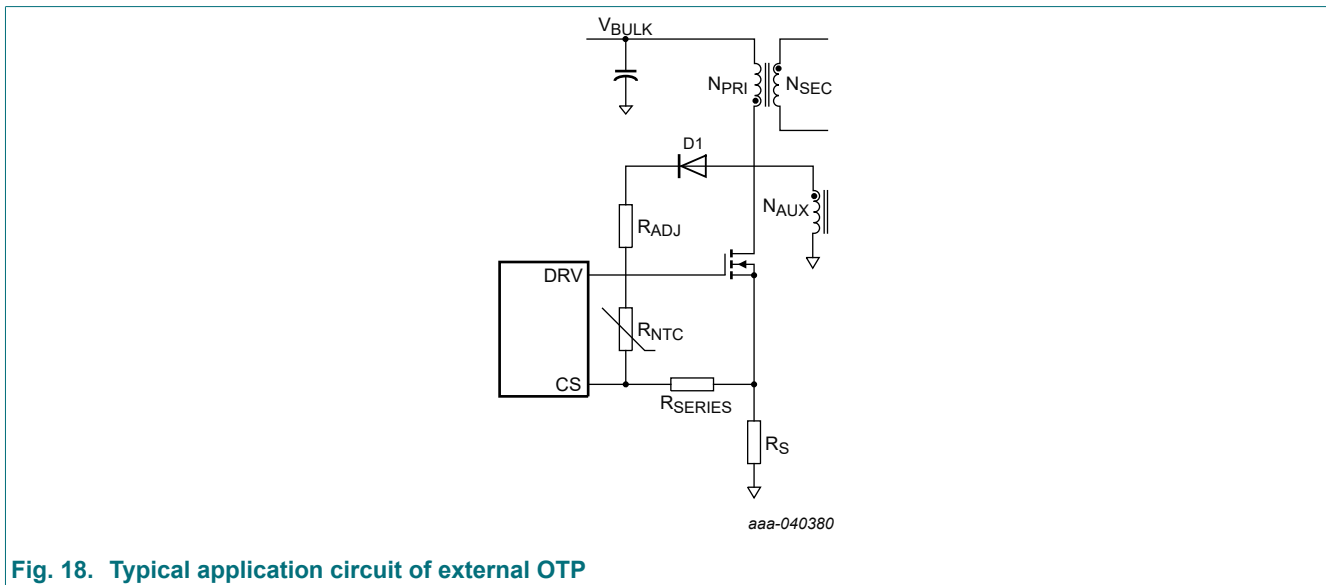 VBULK
NPRI
NSEC
D1
NAUX
RADJ
DRV
RNTC
CS
RSERIES
RS
aaa-040380
Fig. 18. Typical application circuit of external OTP